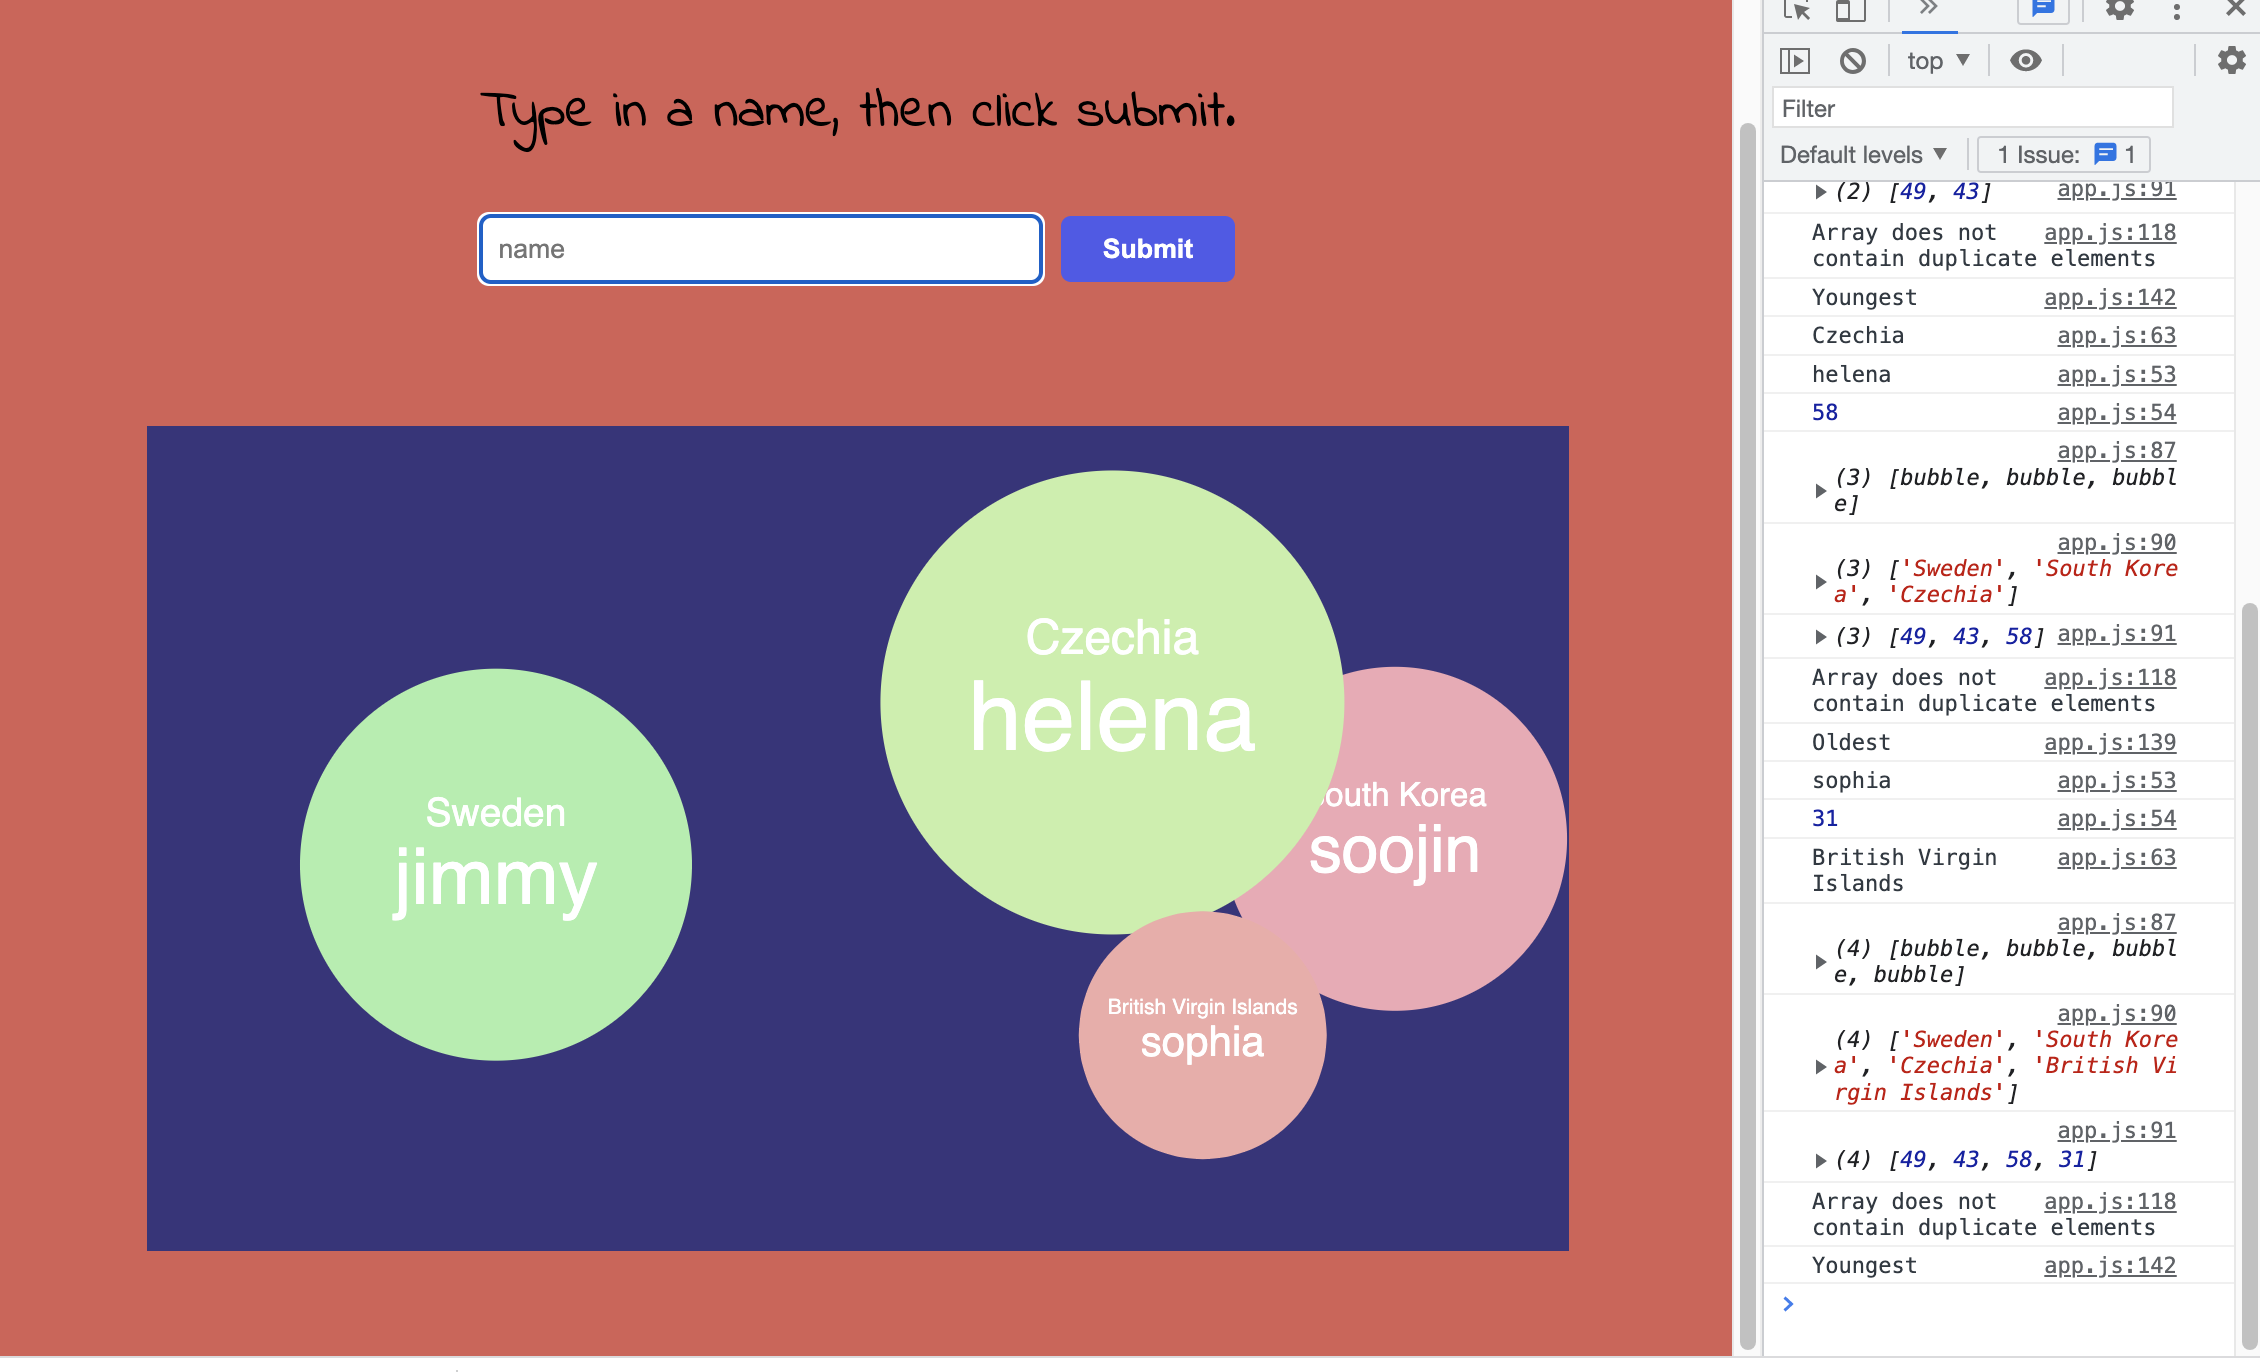 Type in a name, then click submit.
name
Submit
Czechia
helena
Sweden
jimmy
outh Korea
soojin
British Virgin Islands
sophia
top
Filter
Default levels
1 Issue: 1
(2) [49, 43] app.js:91
Array does not app.js:118
contain duplicate elements
Youngest app.js:142
Czechia app.js:63
helena app.js:53
58 app.js:54
app.js:87
(3) [bubble, bubble, bubbl
e]
app.js:90
(3) ['Sweden', 'South Kore
a', 'Czechia']
(3) [49, 43, 58] app.js:91
Array does not app.js:118
contain duplicate elements
Oldest app.js:139
sophia app.js:53
31 app.js:54
British Virgin app.js:63
Islands
app.js:87
(4) [bubble, bubble, bubbl
e, bubble]
app.js:90
(4) ['Sweden', 'South Kore
a', 'Czechia', 'British Vi
rgin Islands']
app.js:91
(4) [49, 43, 58, 31]
Array does not app.js:118
contain duplicate elements
Youngest app.js:142